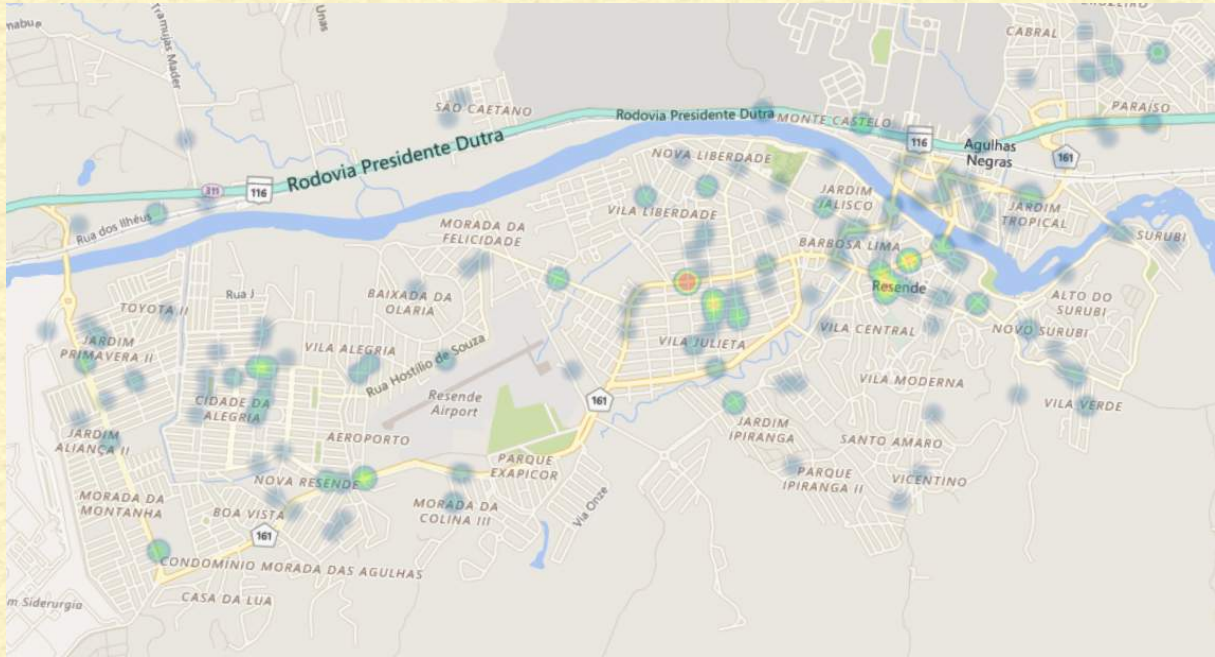 CABRAL
SÃO CAETANO
Rodovia Presidente Dutra
MONTE CASTELO
PARAÍSO
116
Agulhas
Negras
161
Rodovia Presidente Dutra
311
116
NOVA LIBERDADE
JARDIM
JALISCO
JARDIM
TROPICAL
VILA LIBERDADE
Rua dos Ilhéus
MORADA DA
FELICIDADE
BARBOSA LIMA
SURUBI
Rua J
BAIXADA DA
OLARIA
Resende
ALTO DO
SURUBI
TOYOTA II
JARDIM
PRIMAVERA II
VILA ALEGRIA
Rua Hostílio de Souza
VILA JULIETA
VILA CENTRAL
NOVO SURUBI
VILA MODERNA
CIDADE DA
ALEGRIA
Resende
Airport
161
VILA VERDE
JARDIM
ALIANÇA II
AEROPORTO
JARDIM
IPIRANGA
SANTO AMARO
PARQUE
EXAPICOR
PARQUE
IPIRANGA II
VICENTINO
NOVA RESENDE
MORADA DA
MONTANHA
BOA VISTA
MORADA DA
COLINA III
Via Onze
161
CONDOMÍNIO MORADA DAS AGULHAS
CASA DA LUA
m Siderurgia
Tramujas Mader
Unas